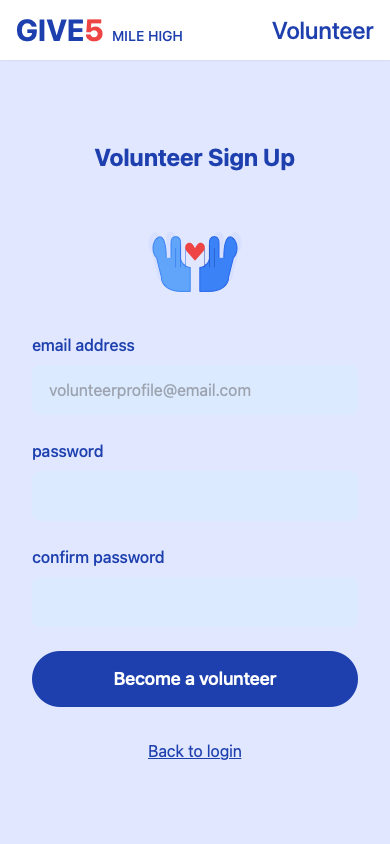 GIVE5 MILE HIGH
Volunteer
Volunteer Sign Up
email address
volunteerprofile@email.com
password
confirm password
Become a volunteer
Back to login